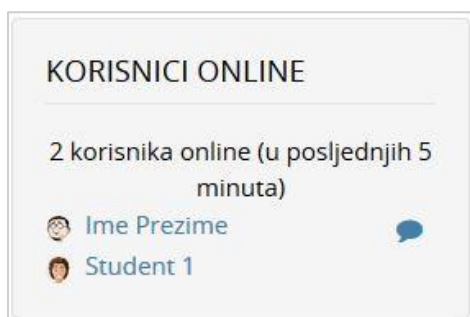 KORISNICI ONLINE
2 korisnika online (u posljednjih 5
minuta)
Ime Prezime
Student 1